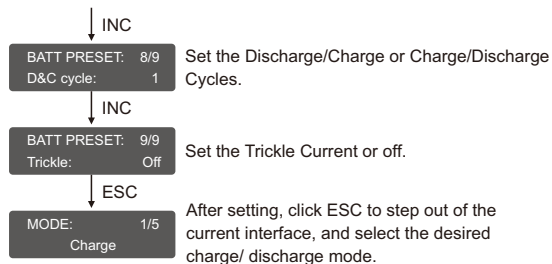 INC
BATT PRESET: 8/9
D&C cycle: 1
Set the Discharge/Charge or Charge/Discharge
Cycles.
INC
BATT PRESET: 9/9
Trickle: Off
Set the Trickle Current or off.
ESC
MODE: 1/5
Charge
After setting, click ESC to step out of the
current interface, and select the desired
charge/ discharge mode.